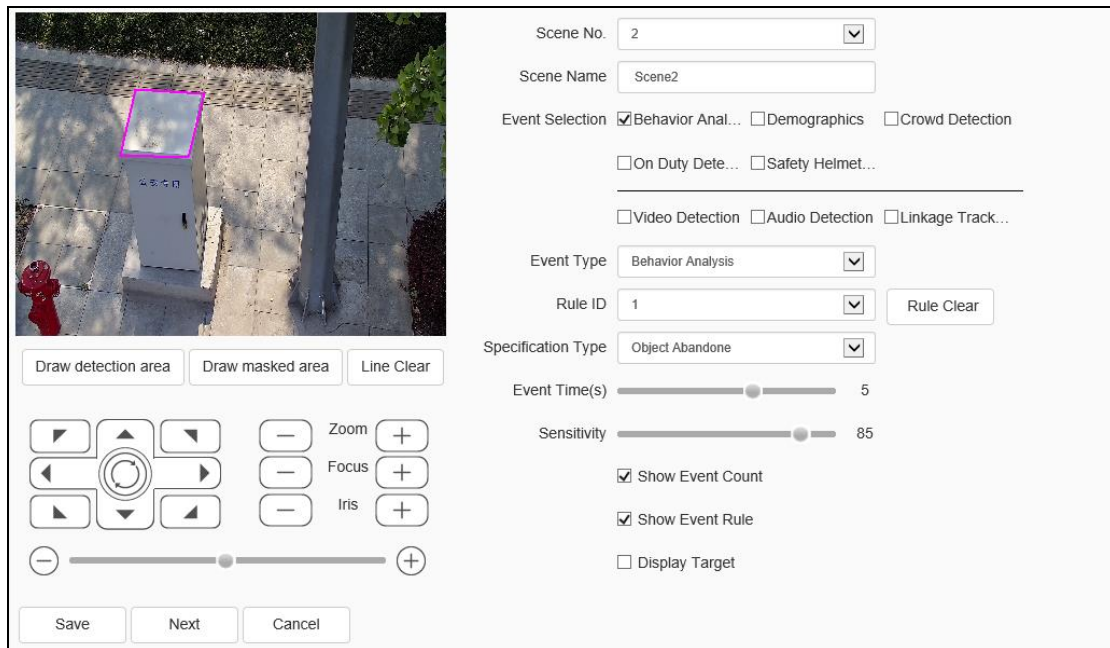 Scene No. 2
Scene Name Scene2
Event Selection Behavior Anal... Demographics Crowd Detection
On Duty Dete... Safety Helmet...
Video Detection Audio Detection Linkage Track...
Event Type Behavior Analysis
Rule ID 1 Rule Clear
Specification Type Object Abandone
Event Time(s) 5
Sensitivity 85
Show Event Count
Show Event Rule
Display Target
Draw detection area Draw masked area Line Clear
Zoom
Focus
Iris
Save Next Cancel